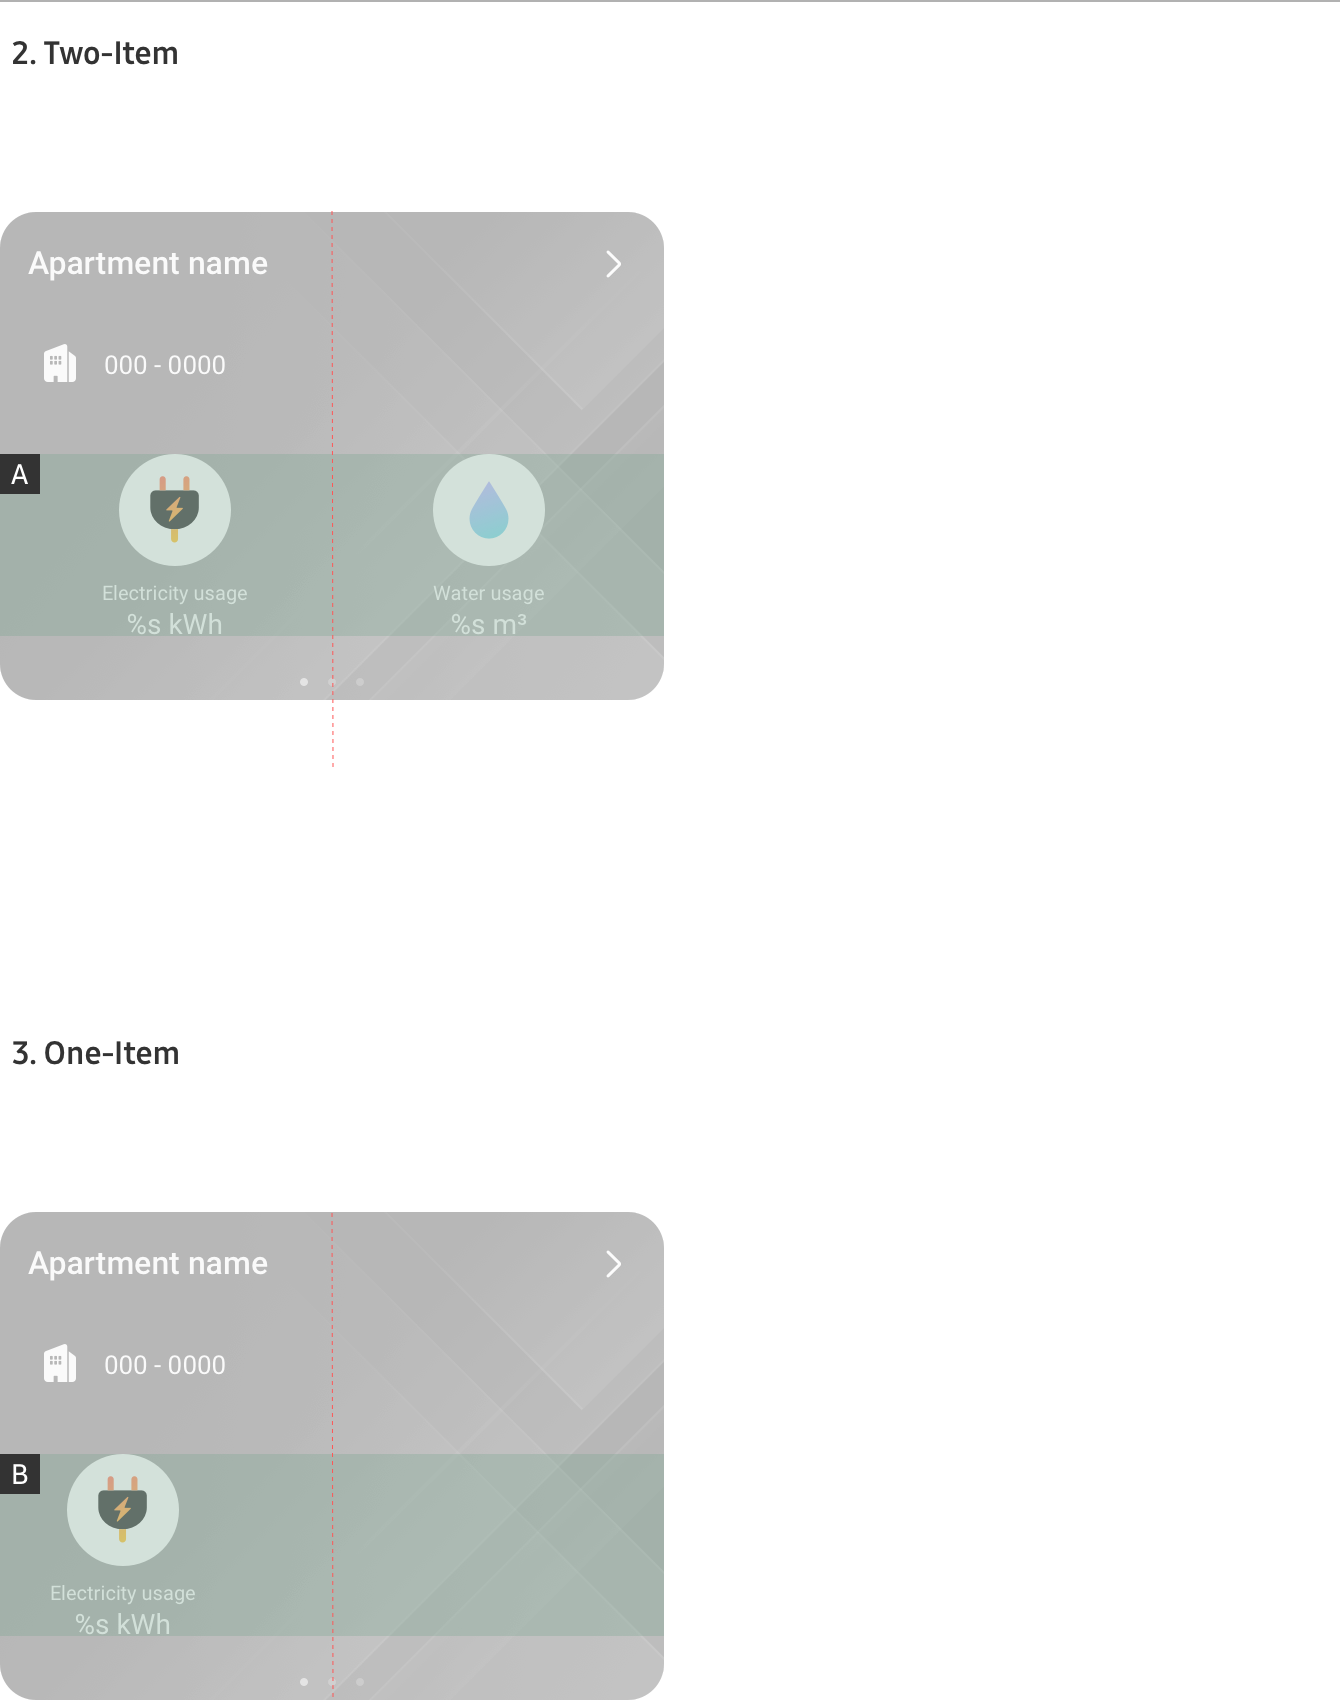 2. Two-Item
Apartment name
000 - 0000
A
Electricity usage
Water usage
%s kWh
%s m³
3. One-Item
Apartment name
000 - 0000
B
Electricity usage
%s kWh